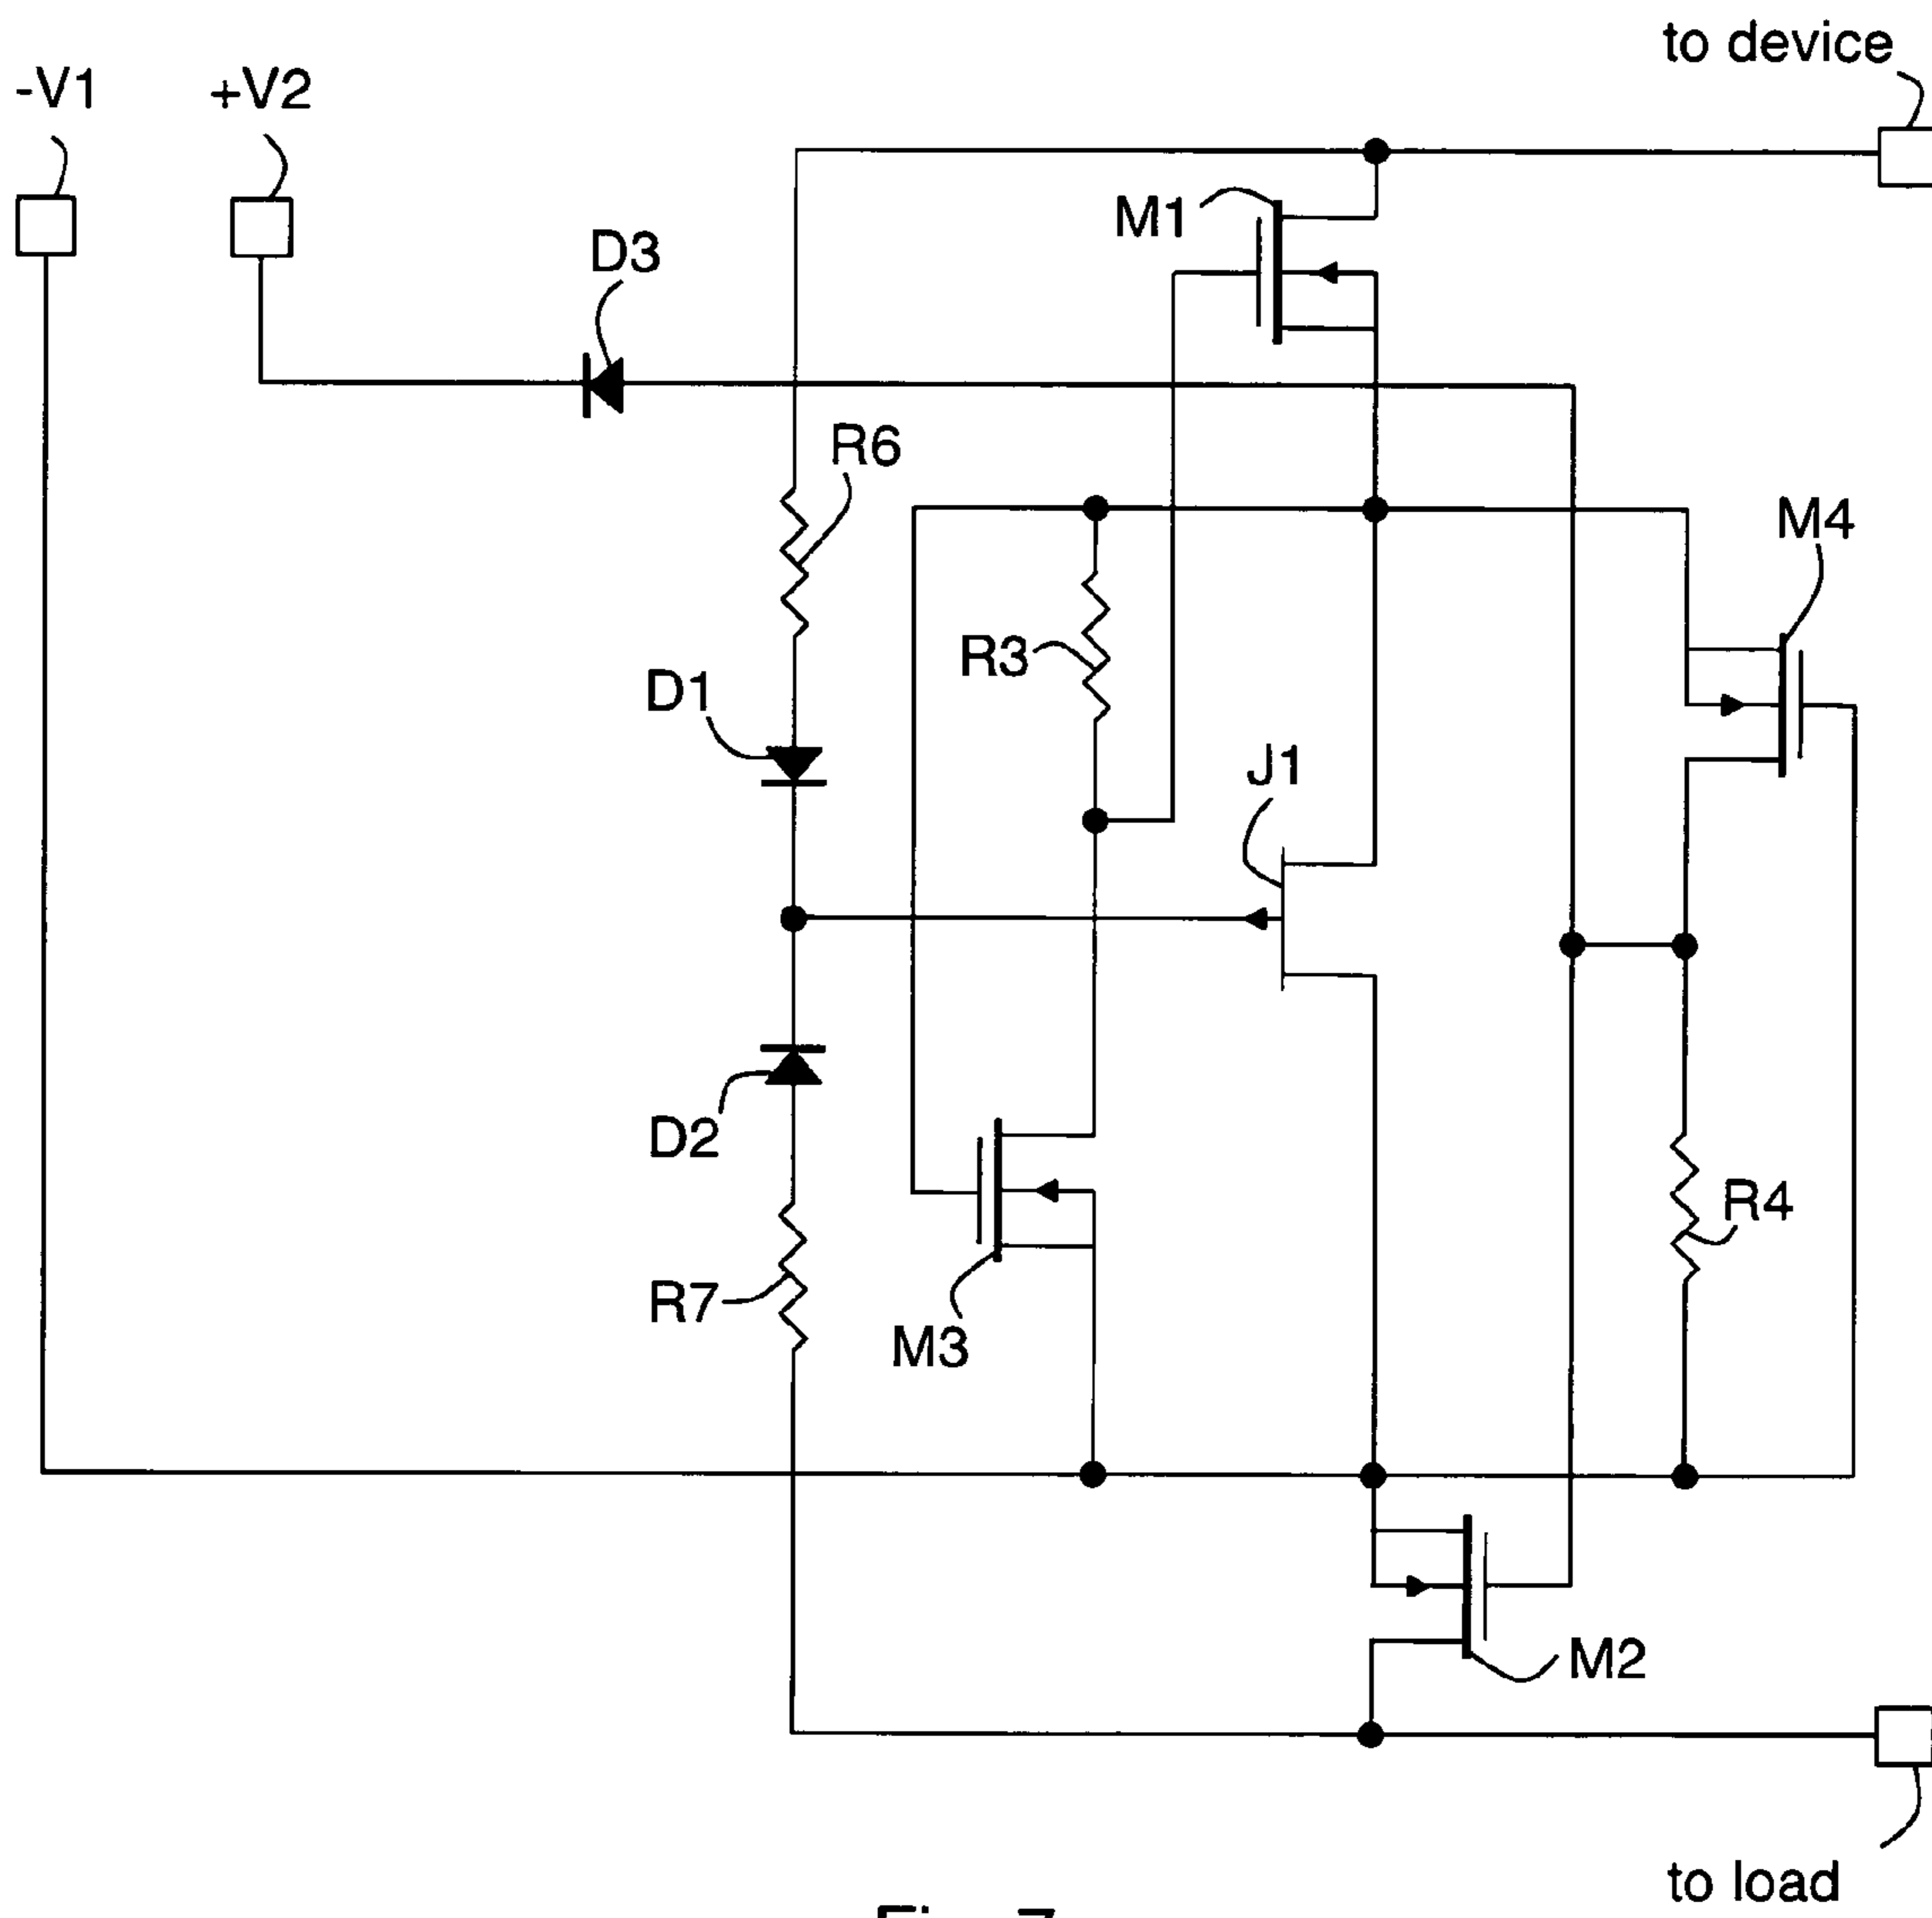 to device
-V1
+V2
M1
D3
R6
M4
R3
D1
J1
D2
R4
R7
M3
M2
to load